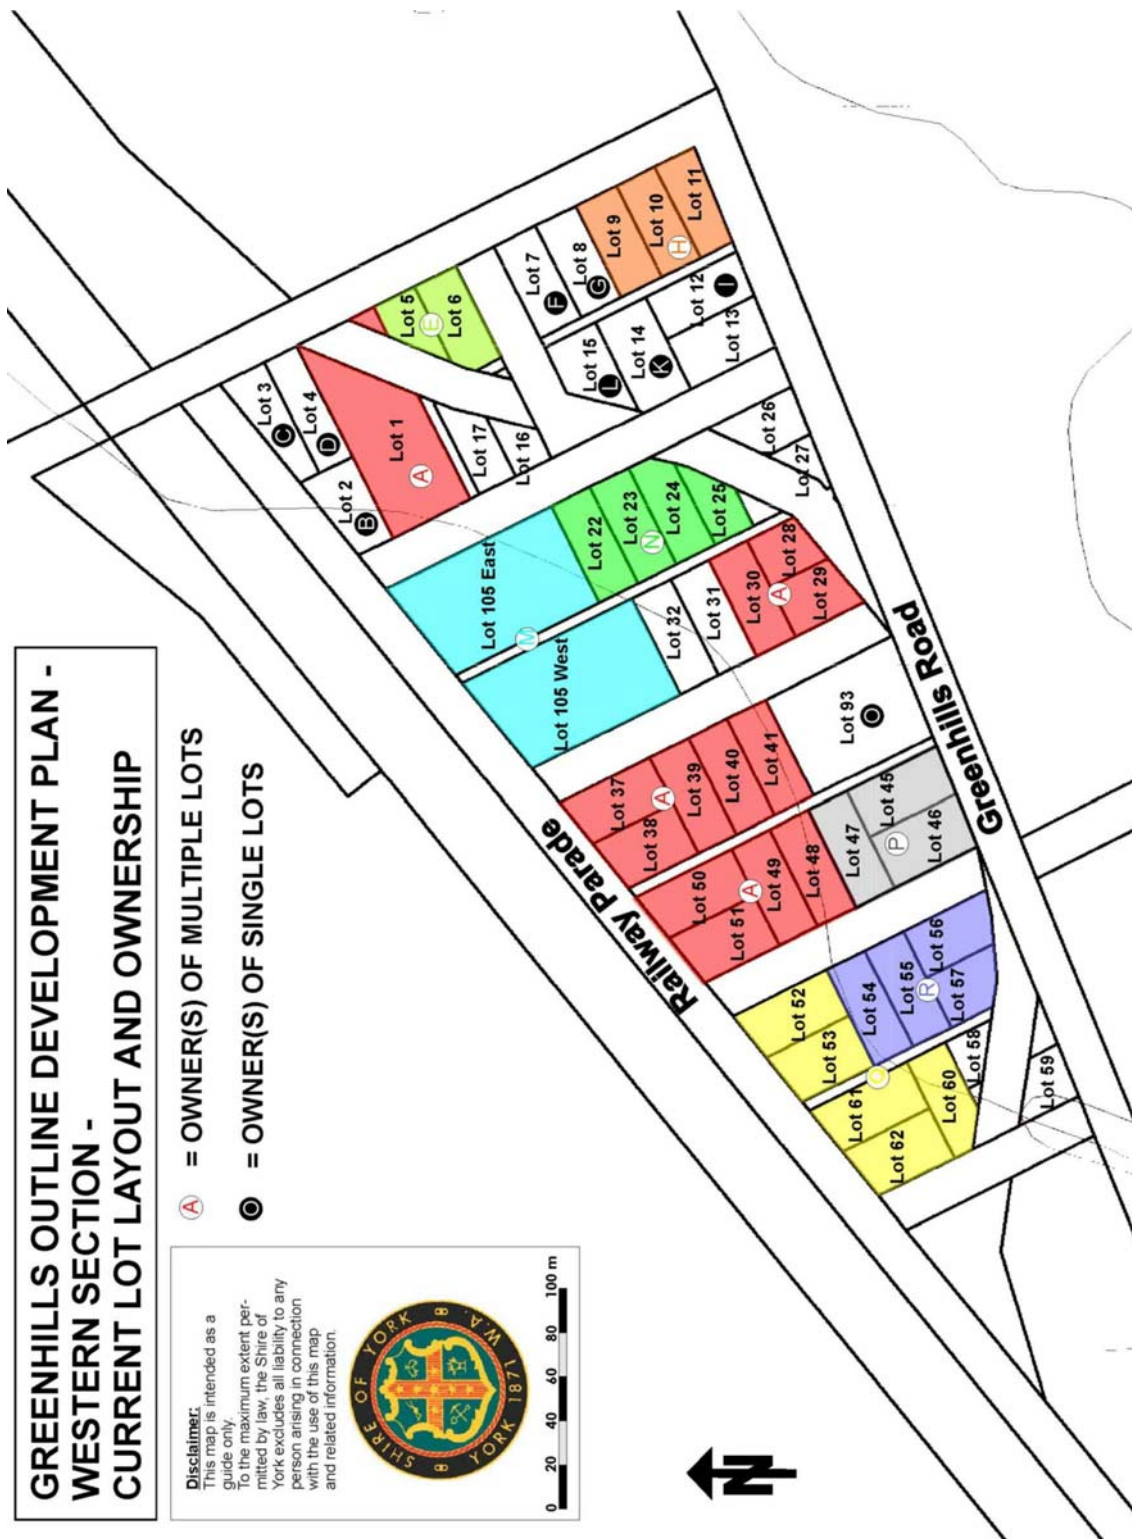 GREENHILLS OUTLINE DEVELOPMENT PLAN -
WESTERN SECTION -
CURRENT LOT LAYOUT AND OWNERSHIP
A = OWNER(S) OF MULTIPLE LOTS
O = OWNER(S) OF SINGLE LOTS
Disclaimer:
This map is intended as a
guide only.
To the maximum extent per-
mitted by law, the Shire of
York excludes all liability to any
person arising in connection
with the use of this map
and related information.
SHIRE OF YORK W.A.
YORK 1871
0 20 40 60 80 100 m
N
Railway Parade
Greenhills Road
Lot 62
Lot 61
Lot 60
Lot 53
Lot 52
Lot 58
Lot 59
Lot 54
Lot 55
R
Lot 57
Lot 56
Lot 51
Lot 50
A
Lot 49
Lot 48
Lot 47
P
Lot 46
Lot 45
Lot 38
Lot 37
A
Lot 39
Lot 40
Lot 41
Lot 93
O
Lot 105 West
M
Lot 105 East
Lot 32
Lot 31
Lot 30
A
Lot 29
Lot 28
Lot 22
Lot 23
N
Lot 24
Lot 25
Lot 27
Lot 26
Lot 2
B
Lot 3
C
Lot 4
D
Lot 1
A
Lot 17
Lot 16
Lot 5
E
Lot 6
Lot 7
F
Lot 8
G
Lot 9
Lot 10
H
Lot 11
Lot 15
L
Lot 14
K
Lot 13
Lot 12
I